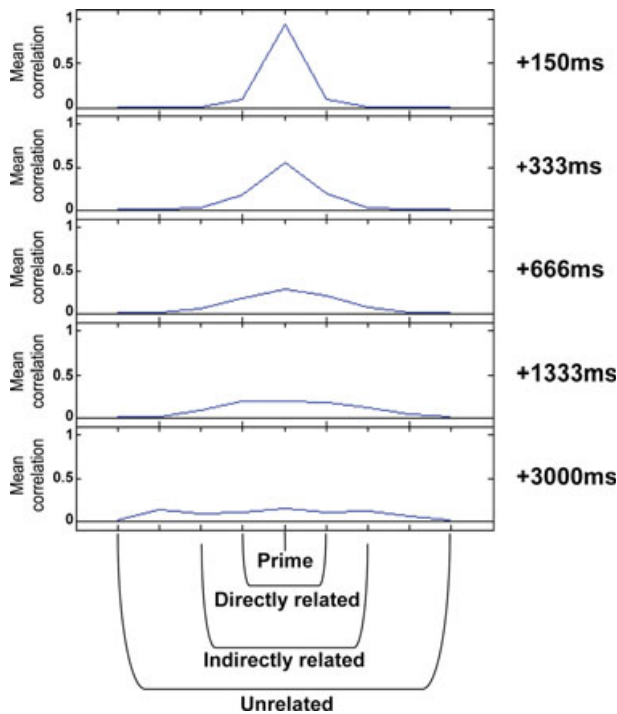 Mean correlation
1
0.5
0
+150ms
Mean correlation
1
0.5
0
+333ms
Mean correlation
1
0.5
0
+666ms
Mean correlation
1
0.5
0
+1333ms
Mean correlation
1
0.5
0
+3000ms
Prime
Directly related
Indirectly related
Unrelated